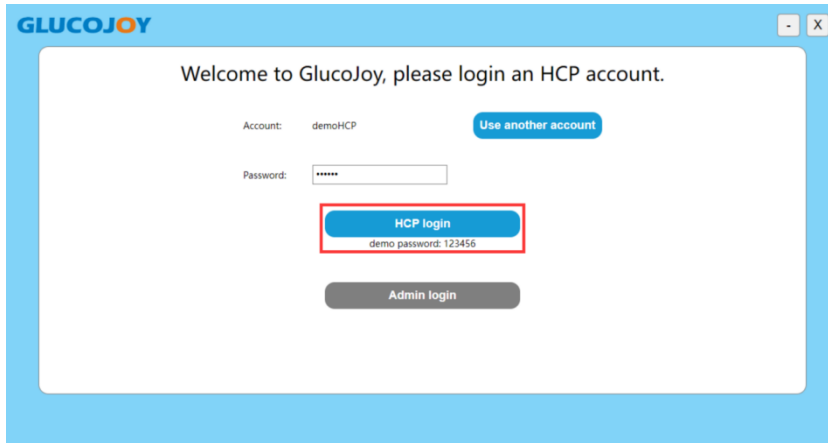 GLUCOJOY
- X
Welcome to GlucoJoy, please login an HCP account.
Account: demoHCP Use another account
Password: ••••••
HCP login
demo password: 123456
Admin login